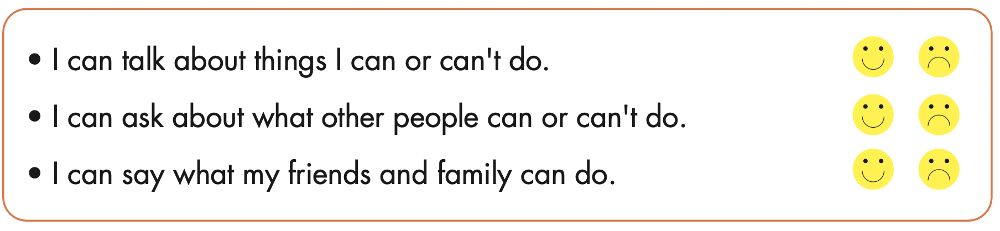 • I can talk about things I can or can't do.
• I can ask about what other people can or can't do.
• I can say what my friends and family can do.